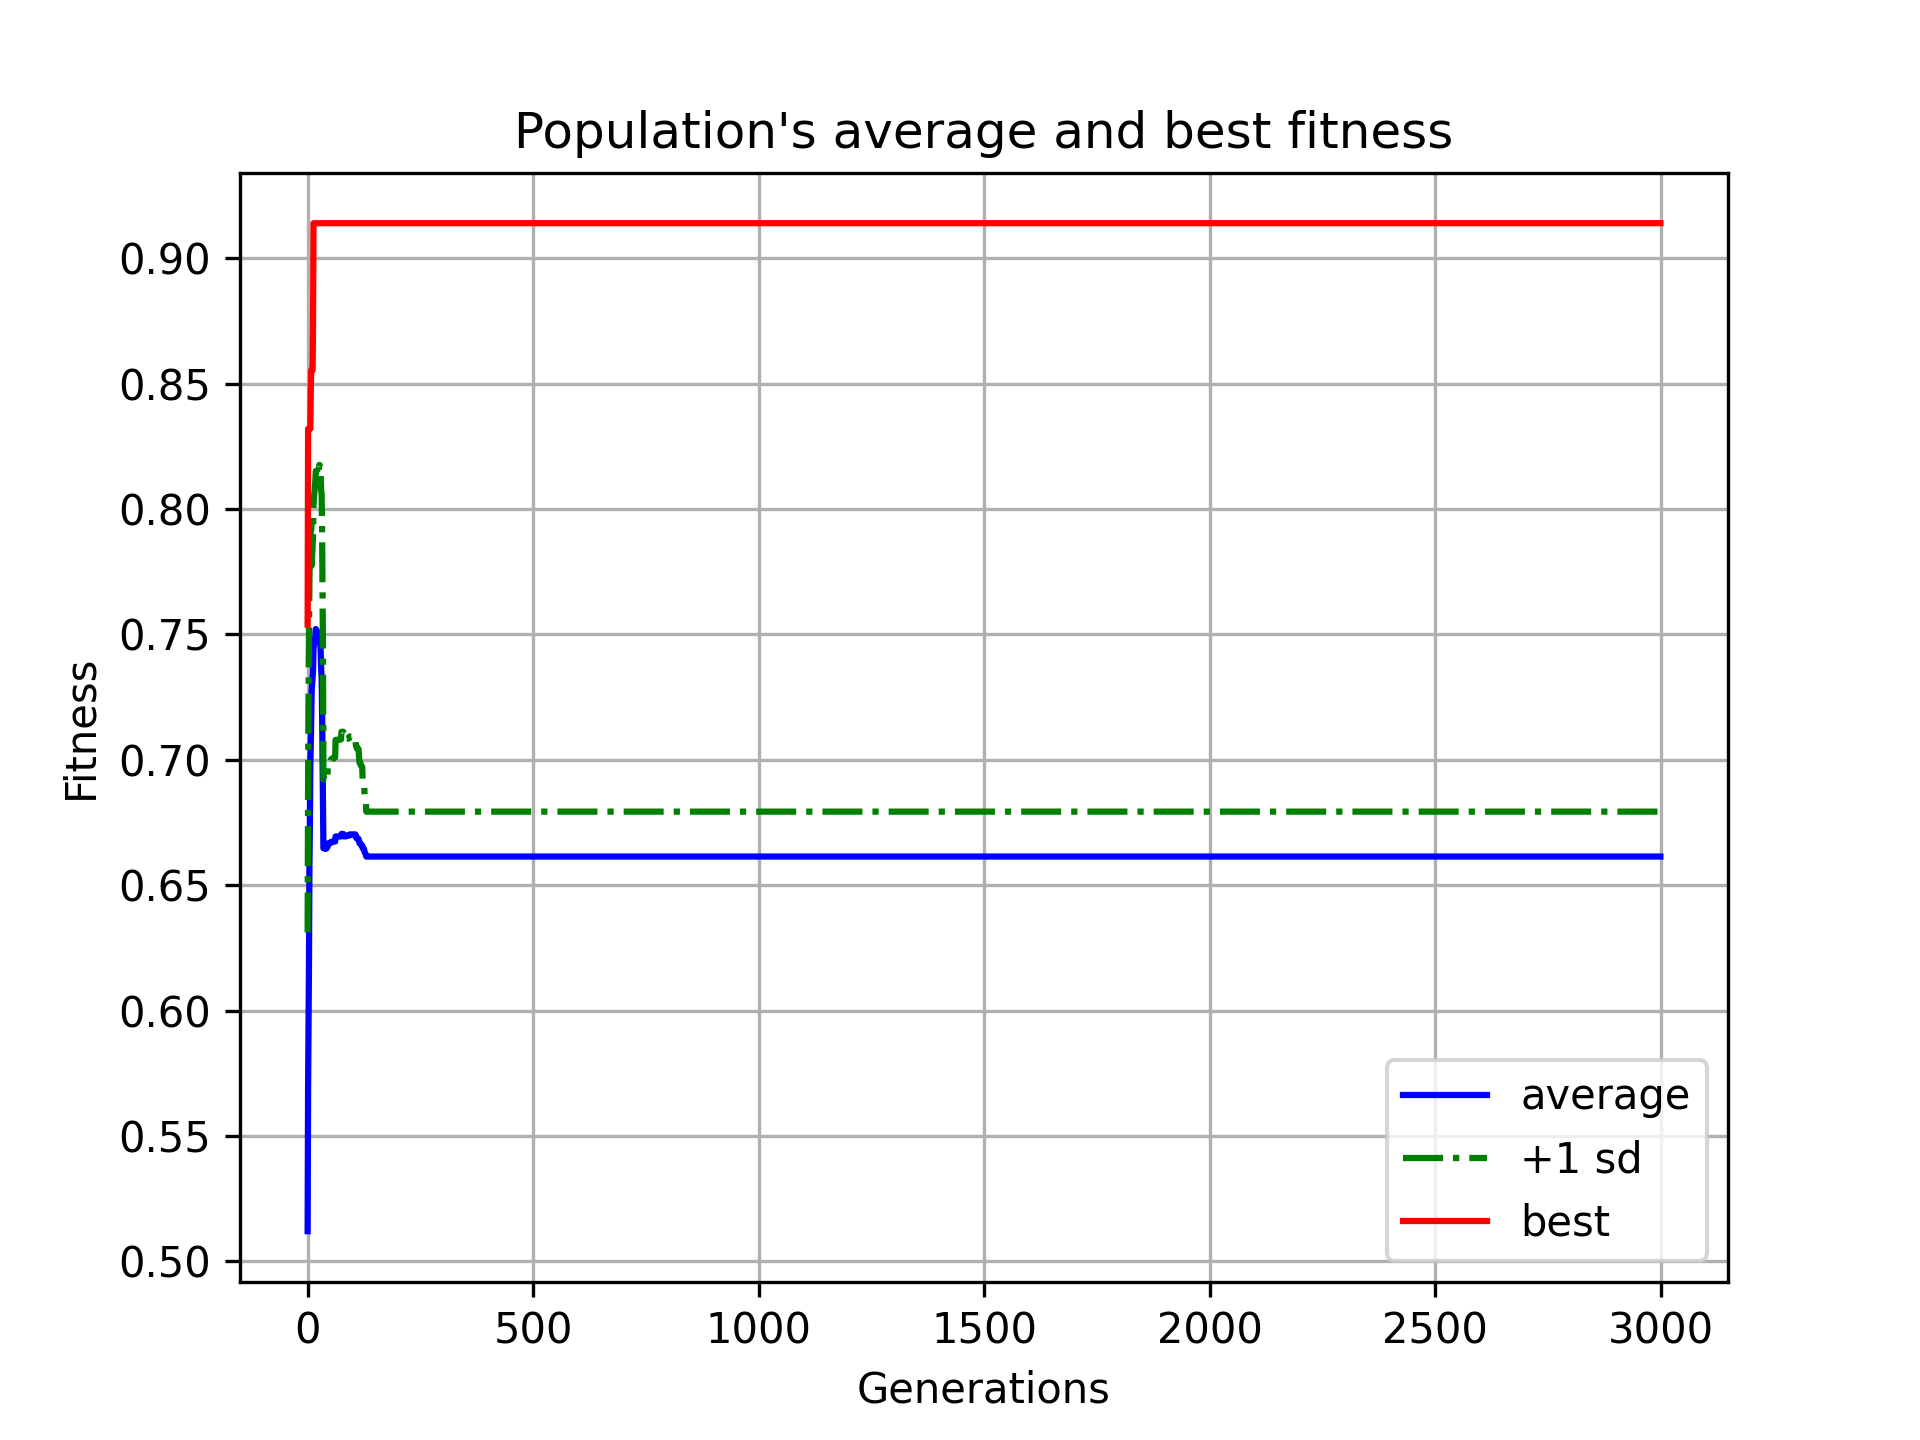 Population's average and best fitness
Fitness
0.90
0.85
0.80
0.75
0.70
0.65
0.60
0.55
0.50
0 500 1000 1500 2000 2500 3000
Generations
average
+1 sd
best